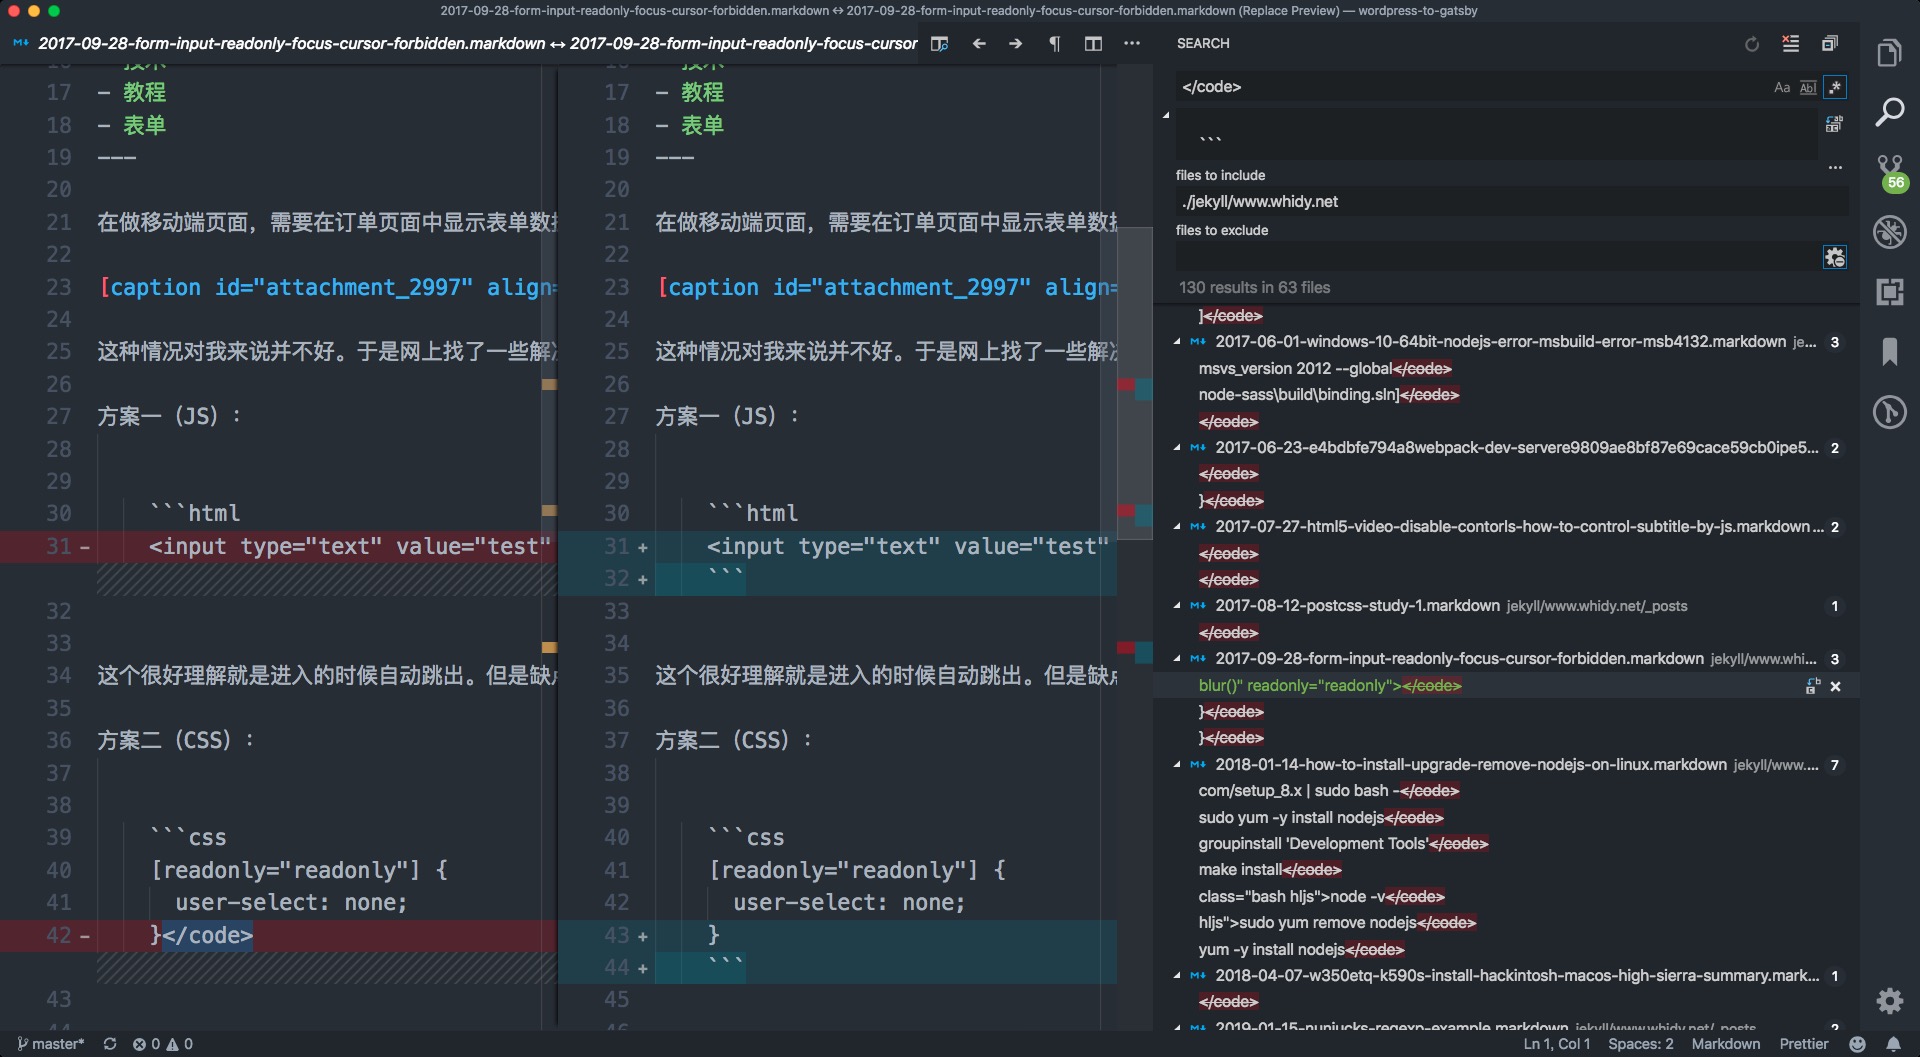 2017-09-28-form-input-readonly-focus-cursor-forbidden.markdown ↔ 2017-09-28-form-input-readonly-focus-cursor-forbidden.markdown (Replace Preview) — wordpress-to-gatsby
2017-09-28-form-input-readonly-focus-cursor-forbidden.markdown ↔ 2017-09-28-form-input-readonly-focus-cursor
16 - 技术
17 - 教程
18 - 表单
19 ---
20
21 在做移动端页面，需要在订单页面中显示表单数
22
23 [caption id="attachment_2997" align=
24
25 这种情况对我来说并不好。于是网上找了一些解
26
27 方案一（JS）：
28
29
30 ```html
31 - <input type="text" value="test"
32
33
34 这个很好理解就是进入的时候自动跳出。但是缺
35
36 方案二（CSS）：
37
38
39 ```css
40 [readonly="readonly"] {
41 user-select: none;
42 - }</code>
43
44
16 - 技术
17 - 教程
18 - 表单
19 ---
20
21 在做移动端页面，需要在订单页面中显示表单数
22
23 [caption id="attachment_2997" align=
24
25 这种情况对我来说并不好。于是网上找了一些解
26
27 方案一（JS）：
28
29
30 ```html
31 + <input type="text" value="test"
32 + ```
33
34
35 这个很好理解就是进入的时候自动跳出。但是缺
36
37 方案二（CSS）：
38
39
40 ```css
41 [readonly="readonly"] {
42 user-select: none;
43 + }
44 + ```
45
46
SEARCH
</code>
Aa Abl .*
```
...
files to include
./jekyll/www.whidy.net
files to exclude
130 results in 63 files
]</code>
2017-06-01-windows-10-64bit-nodejs-error-msbuild-error-msb4132.markdown je... 3
msvs_version 2012 --global</code>
node-sass\build\binding.sln]</code>
</code>
2017-06-23-e4bdbfe794a8webpack-dev-servere9809ae8bf87e69cace59cb0ipe5... 2
</code>
}</code>
2017-07-27-html5-video-disable-contorls-how-to-control-subtitle-by-js.markdown ... 2
</code>
</code>
2017-08-12-postcss-study-1.markdown jekyll/www.whidy.net/_posts 1
</code>
2017-09-28-form-input-readonly-focus-cursor-forbidden.markdown jekyll/www.whi... 3
blur()" readonly="readonly"></code>
}</code>
}</code>
2018-01-14-how-to-install-upgrade-remove-nodejs-on-linux.markdown jekyll/www.... 7
com/setup_8.x | sudo bash -</code>
sudo yum -y install nodejs</code>
groupinstall 'Development Tools'</code>
make install</code>
class="bash hljs">node -v</code>
hljs">sudo yum remove nodejs</code>
yum -y install nodejs</code>
2018-04-07-w350etq-k590s-install-hackintosh-macos-high-sierra-summary.mark... 1
</code>
2019-01-15-nunjucks-regexp-example.markdown jekyll/www.whidy.net/_posts 2
56
master* 0 0
Ln 1, Col 1 Spaces: 2 Markdown Prettier